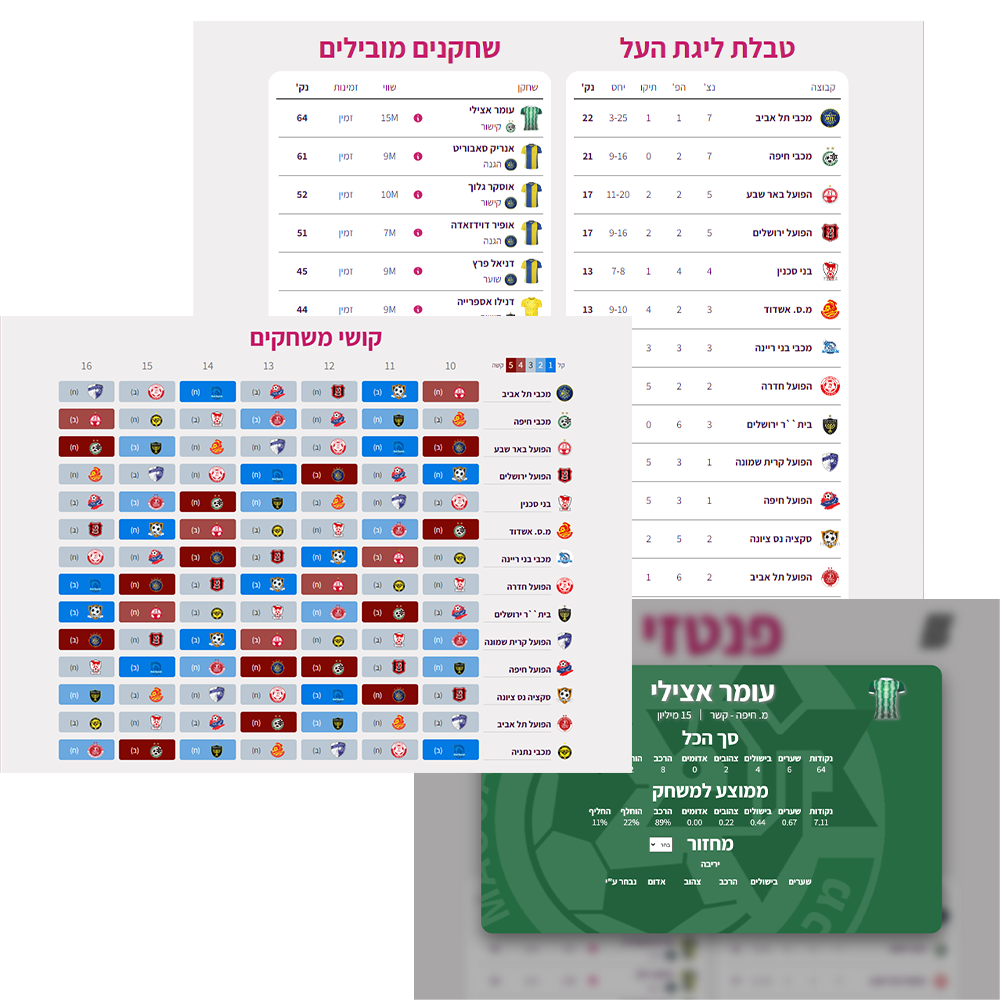 טבלת ליגת העל
קבוצה נצ' הפ' תיקו יחס נק'
מכבי תל אביב 7 1 1 3-25 22
מכבי חיפה 7 2 0 9-16 21
הפועל באר שבע 5 2 2 11-20 17
הפועל ירושלים 5 2 2 9-16 17
בני סכנין 4 4 1 7-8 13
מ.ס. אשדוד 3 2 4 9-10 13
מכבי בני ריינה 3 3 3
הפועל חדרה 2 2 5
בית``ר ירושלים 3 6 0
הפועל קרית שמונה 1 3 5
הפועל חיפה 1 3 5
סקציה נס ציונה 2 5 2
הפועל תל אביב 2 6 1
שחקנים מובילים
שחקן שווי זמינות נק'
עומר אצילי 15M זמין 64
קישור
אנריק סאבוריט 9M זמין 61
הגנה
אוסקר גלוך 10M זמין 52
קישור
אופיר דוידזאדה 7M זמין 51
הגנה
דניאל פרץ 9M זמין 45
שוער
דנילו אספרייה 9M זמין 44
קושי משחקים
קל 1 2 3 4 5 קשה
10 11 12 13 14 15 16
מכבי תל אביב (ח) (ב) (ח) (ב) (ח) (ב) (ח)
מכבי חיפה (ב) (ח) (ח) (ב) (ח) (ח) (ב)
הפועל באר שבע (ב) (ח) (ב) (ח) (ח) (ב) (ח)
הפועל ירושלים
בני סכנין
מ.ס. אשדוד
מכבי בני ריינה
הפועל חדרה
בית``ר ירושלים
הפועל קרית שמונה
הפועל חיפה
סקציה נס ציונה
הפועל תל אביב
מכבי נתניה
פנטזי
עומר אצילי
מ. חיפה - קשר | 15 מיליון
סך הכל
נקודות שערים בישולים צהובים אדומים הרכב
64 6 4 2 0 8 2
ממוצע למשחק
נקודות שערים בישולים צהובים אדומים הרכב הוחלף החליף
7.11 0.67 0.44 0.22 0.00 89% 22% 11%
מחזור בחר
יריבה
שערים בישולים הרכב צהוב אדום נבחר ע"י